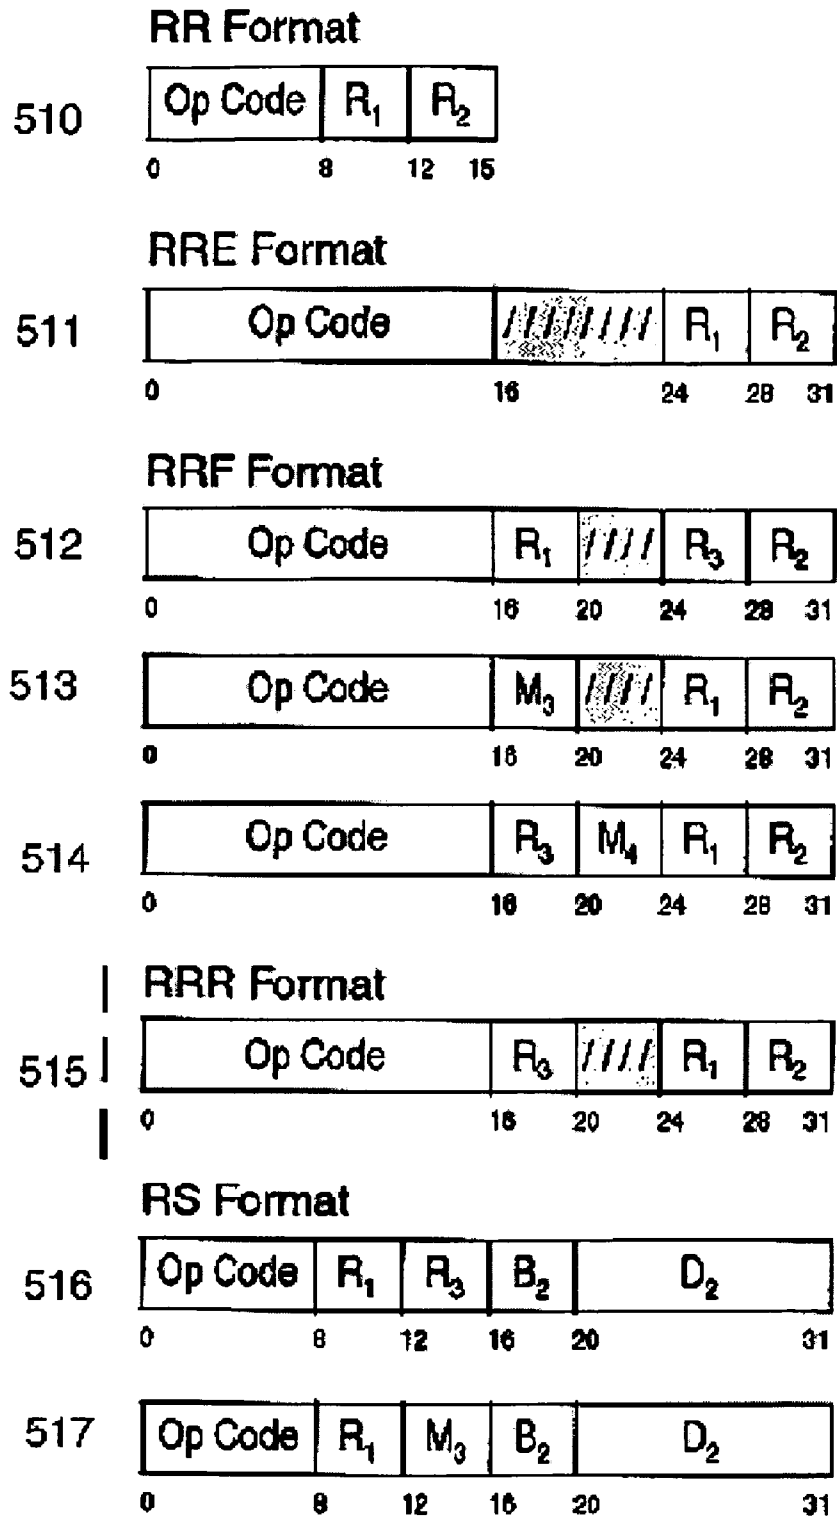 RR Format
510 Op Code R₁ R₂
0 8 12 15
RRE Format
511 Op Code //////// R₁ R₂
0 16 24 28 31
RRF Format
512 Op Code R₁ //// R₃ R₂
0 16 20 24 28 31
513 Op Code M₃ //// R₁ R₂
0 16 20 24 28 31
514 Op Code R₃ M₄ R₁ R₂
0 16 20 24 28 31
RRR Format
515 Op Code R₃ //// R₁ R₂
0 16 20 24 28 31
RS Format
516 Op Code R₁ R₃ B₂ D₂
0 8 12 16 20 31
517 Op Code R₁ M₃ B₂ D₂
0 8 12 16 20 31